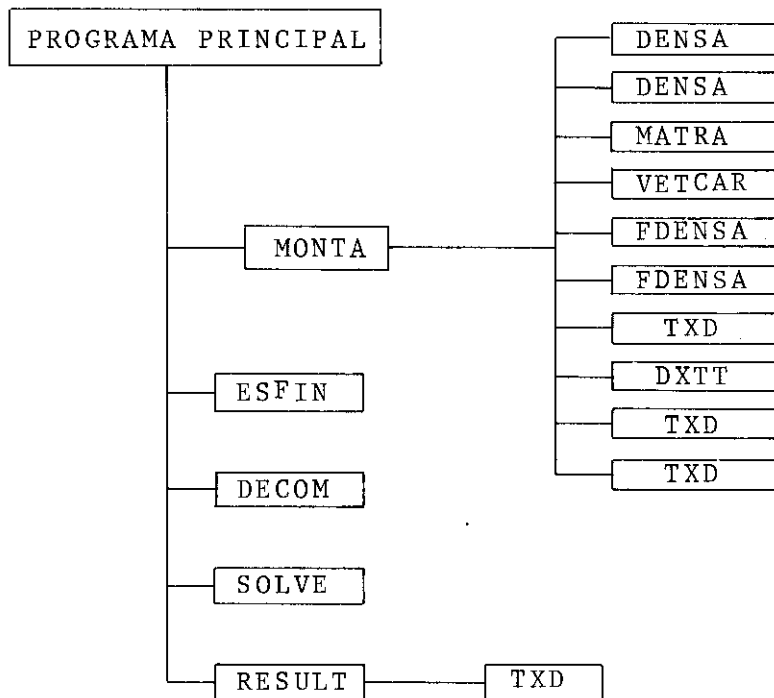 PROGRAMA PRINCIPAL
DENSA
DENSA
MATRA
VETCAR
MONTA
FDENSA
FDENSA
TXD
DXTT
TXD
TXD
ESFIN
DECOM
SOLVE
RESULT
TXD